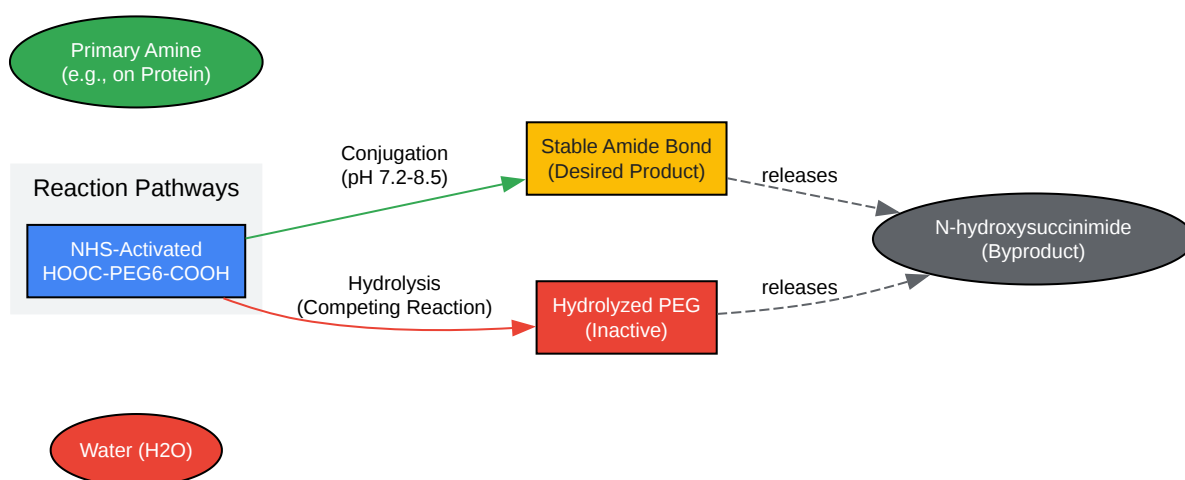 Primary Amine
(e.g., on Protein)
Reaction Pathways
NHS-Activated
HOOC-PEG6-COOH
Conjugation
(pH 7.2-8.5)
Stable Amide Bond
(Desired Product)
releases
N-hydroxysuccinimide
(Byproduct)
Hydrolysis
(Competing Reaction)
Hydrolyzed PEG
(Inactive)
releases
Water (H2O)